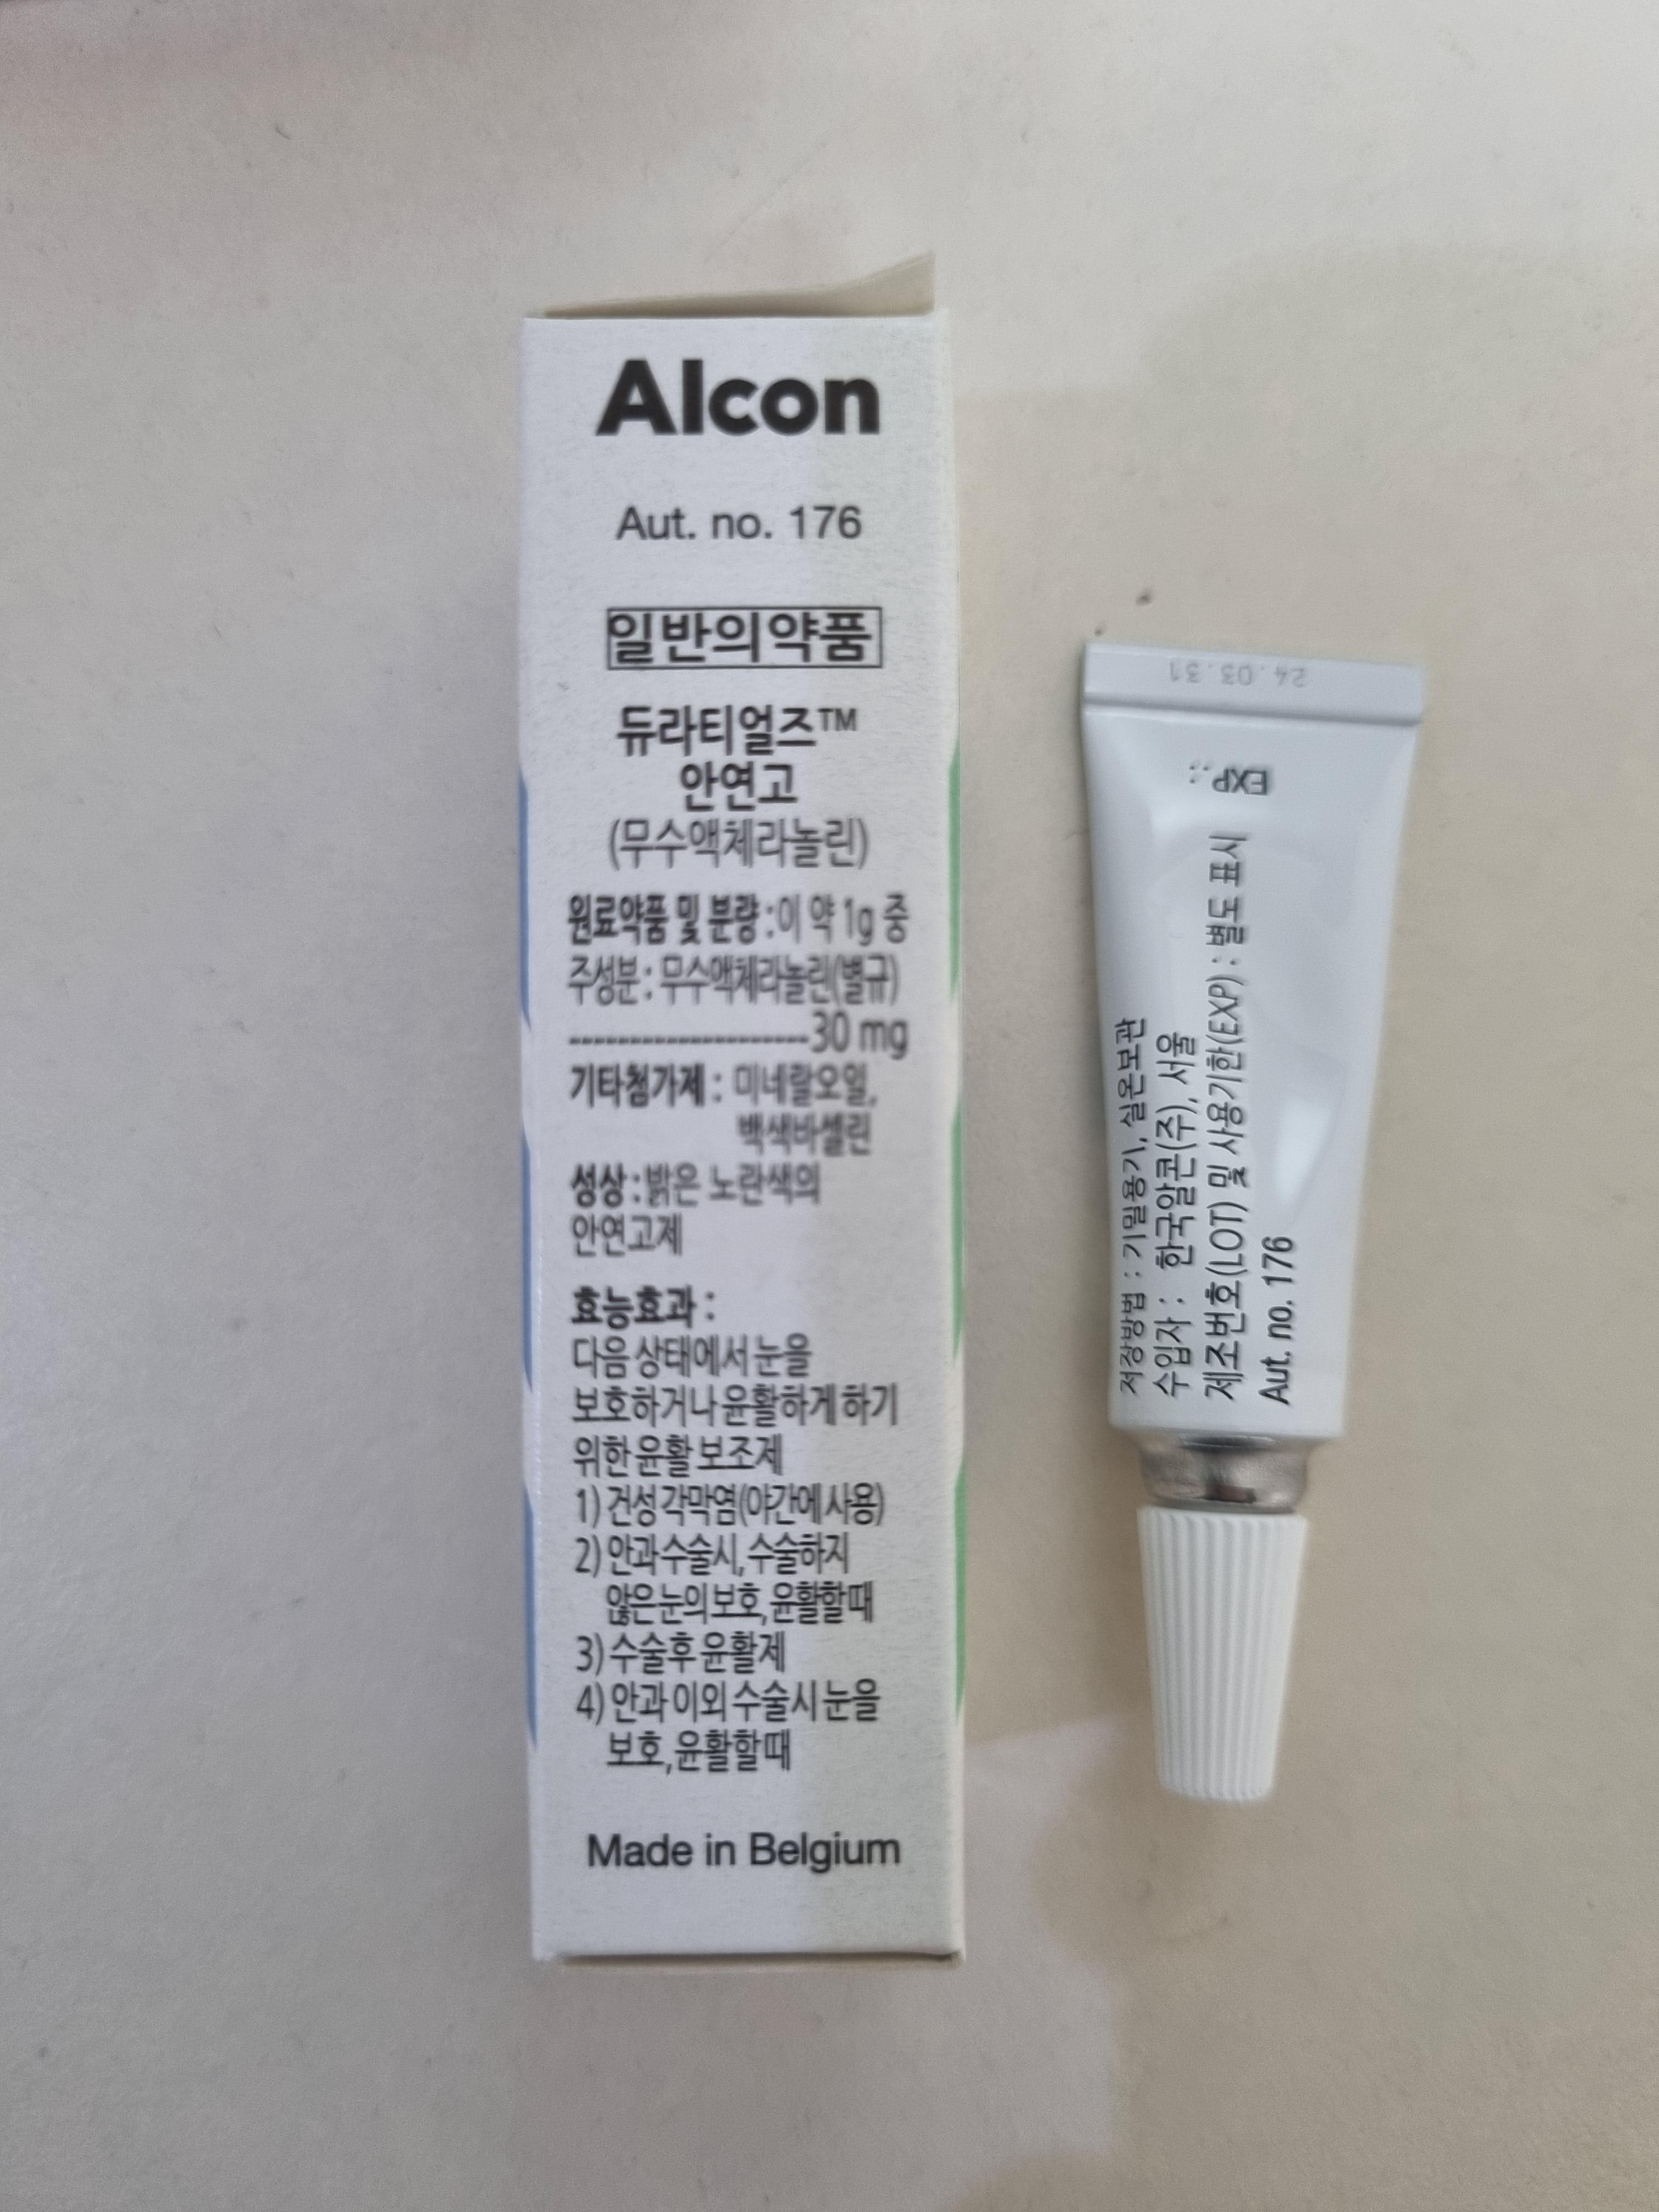 Alcon
Aut. no. 176
일반의약품
듀라티얼즈™
안연고
(무수액체라놀린)
원료약품 및 분량 : 이 약 1g 중
주성분 : 무수액체라놀린(별규)
--------------------30 mg
기타첨가제 : 미네랄오일,
백색바셀린
성상 : 밝은 노란색의
안연고제
효능효과 :
다음 상태에서 눈을
보호하거나 윤활하게 하기
위한 윤활 보조제
1) 건성 각막염(야간에 사용)
2) 안과 수술시, 수술하지
않은 눈의 보호, 윤활할 때
3) 수술후 윤활제
4) 안과 이외 수술시 눈을
보호, 윤활할 때
Made in Belgium
24.03.31
EXP.:
저장방법 : 기밀용기, 실온보관
수입자 : 한국알콘(주), 서울
제조번호(LOT) 및 사용기한(EXP) : 별도 표시
Aut. no. 176